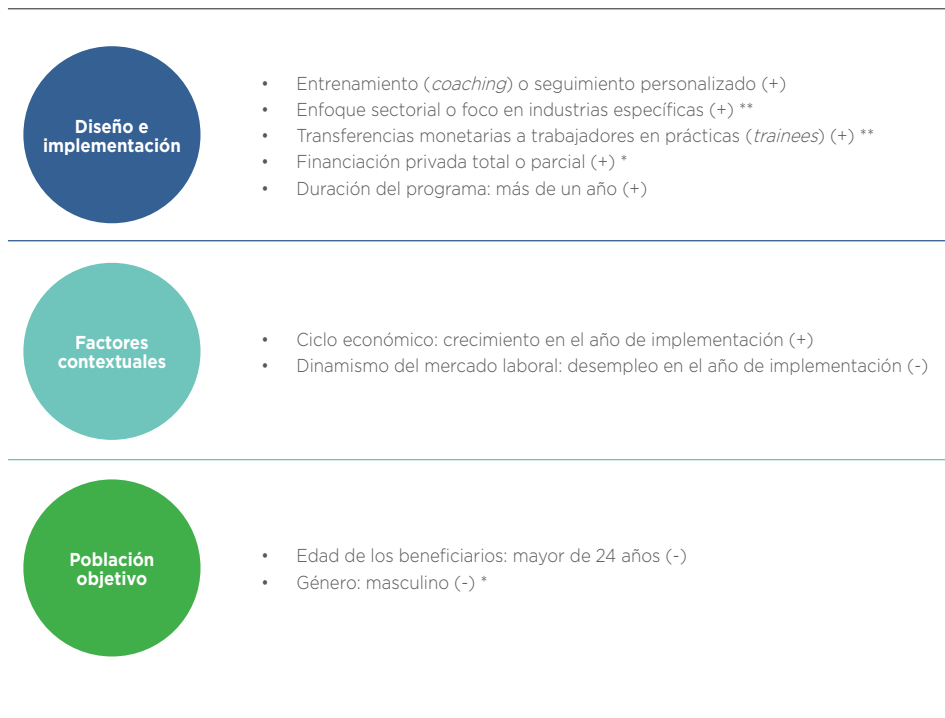 Diseño e
implementación
• Entrenamiento (coaching) o seguimiento personalizado (+)
• Enfoque sectorial o foco en industrias específicas (+) **
• Transferencias monetarias a trabajadores en prácticas (trainees) (+) **
• Financiación privada total o parcial (+) *
• Duración del programa: más de un año (+)
Factores
contextuales
• Ciclo económico: crecimiento en el año de implementación (+)
• Dinamismo del mercado laboral: desempleo en el año de implementación (-)
Población
objetivo
• Edad de los beneficiarios: mayor de 24 años (-)
• Género: masculino (-) *